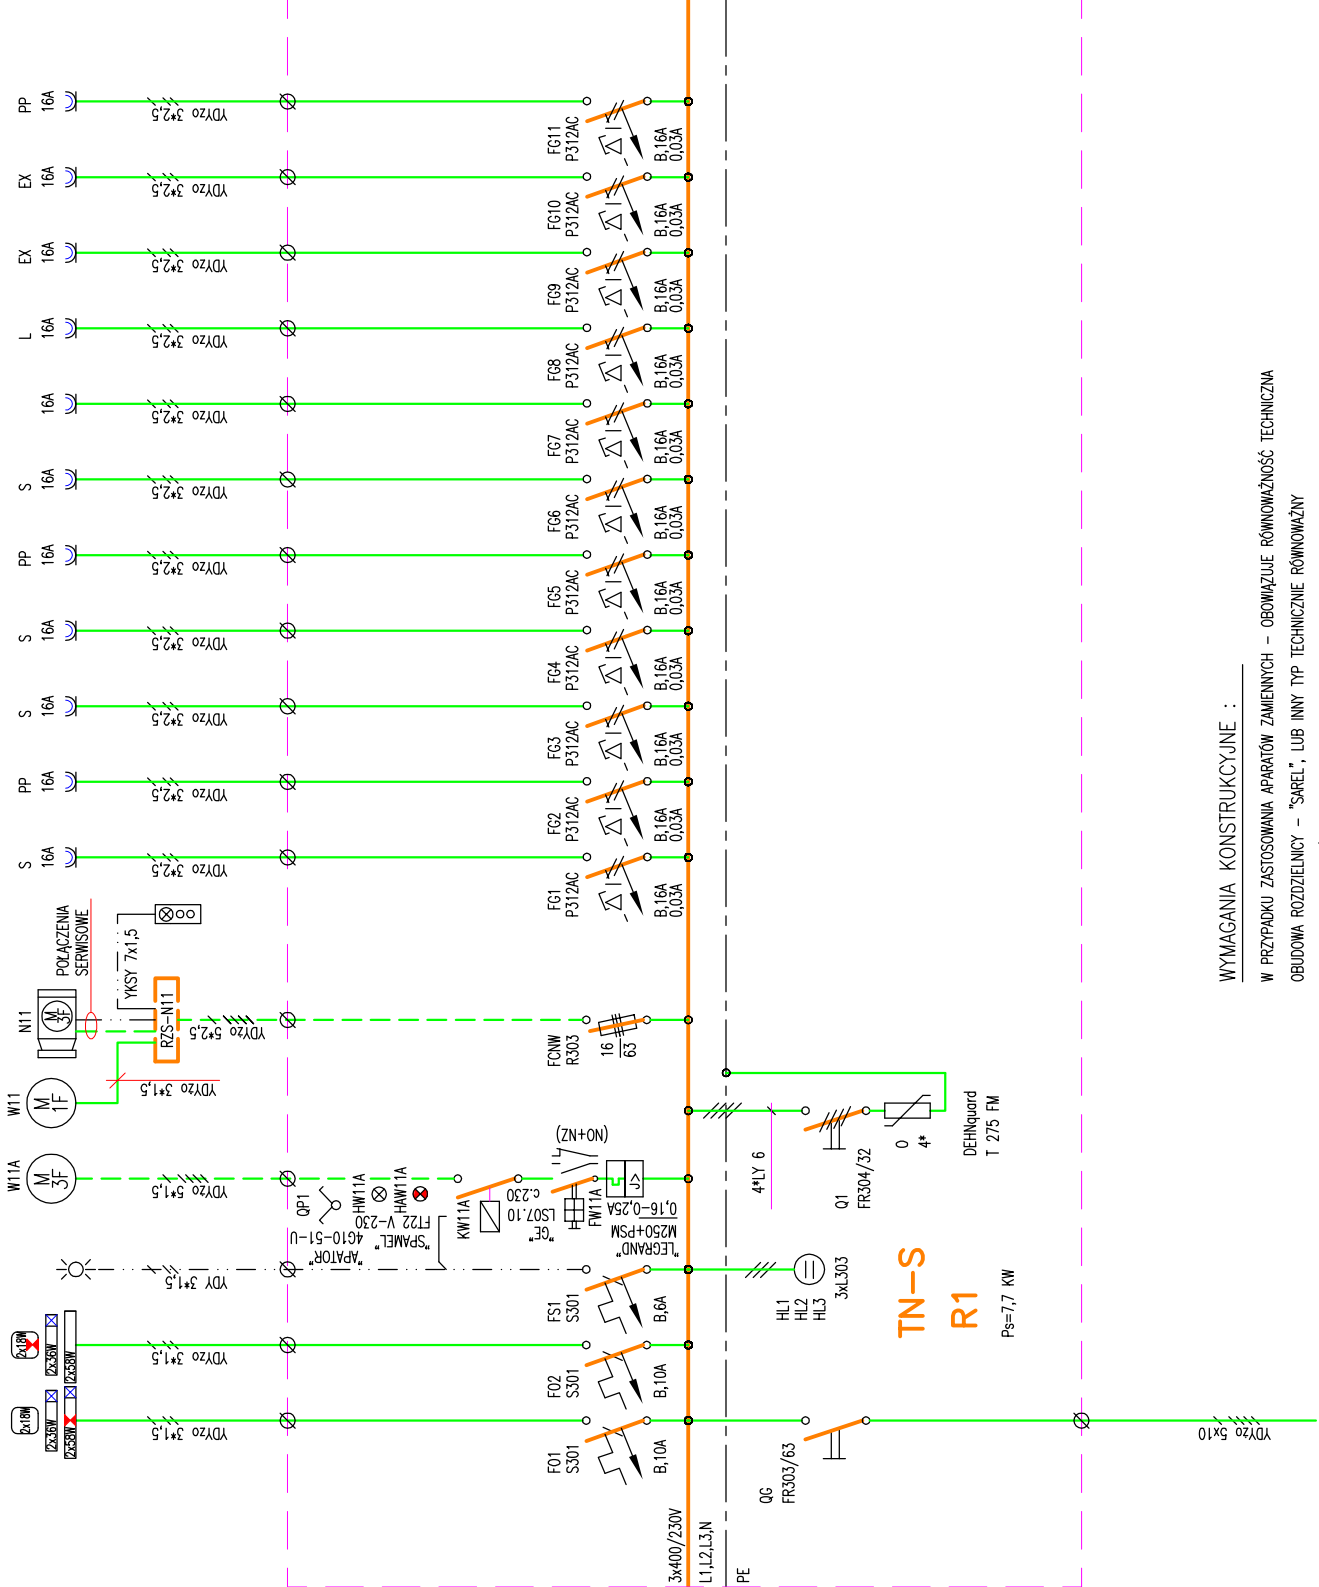 2x18W
2x36W
2x58W
2x18W
2x36W
2x58W
W11A
M
3F
W11
M
1F
N11
M
3F
POŁĄCZENIA
SERWISOWE
YKSY 7x1,5
RZS-N11
S
16A
PP
16A
S
16A
S
16A
PP
16A
S
16A
16A
L
16A
EX
16A
EX
16A
PP
16A
YDYżo 3*1,5
YDYżo 3*1,5
YDY 3*1,5
YDYżo 5*1,5
YDYżo 3*1,5
YDYżo 5*2,5
YDYżo 3*2,5
YDYżo 3*2,5
YDYżo 3*2,5
YDYżo 3*2,5
YDYżo 3*2,5
YDYżo 3*2,5
YDYżo 3*2,5
YDYżo 3*2,5
YDYżo 3*2,5
YDYżo 3*2,5
YDYżo 3*2,5
QP1
4G10-51-U
"APATOR"
HW11A
HAW11A
FT22 V-230
"SPAMEL"
KW11A
LS07.10
c.230
"GE"
(NO+NZ)
FW11A
J>
0,16-0,25A
M250+PSM
"LEGRAND"
F01
S301
B,10A
F02
S301
B,10A
FS1
S301
B,6A
FCNW
R303
16
63
FG1
P312AC
B,16A
0,03A
FG2
P312AC
B,16A
0,03A
FG3
P312AC
B,16A
0,03A
FG4
P312AC
B,16A
0,03A
FG5
P312AC
B,16A
0,03A
FG6
P312AC
B,16A
0,03A
FG7
P312AC
B,16A
0,03A
FG8
P312AC
B,16A
0,03A
FG9
P312AC
B,16A
0,03A
FG10
P312AC
B,16A
0,03A
FG11
P312AC
B,16A
0,03A
3x400/230V
L1,L2,L3,N
PE
QG
FR303/63
HL1
HL2
HL3
3xL303
4*LY 6
Q1
FR304/32
O
4*
DEHNquard
T 275 FM
TN-S
R1
Ps=7,7 KW
YDYżo 5x10
WYMAGANIA KONSTRUKCYJNE :
W PRZYPADKU ZASTOSOWANIA APARATÓW ZAMIENNYCH - OBOWIĄZUJE RÓWNOWAŻNOŚĆ TECHNICZNA
OBUDOWA ROZDZIELNICY - "SAREL", LUB INNY TYP TECHNICZNIE RÓWNOWAŻNY